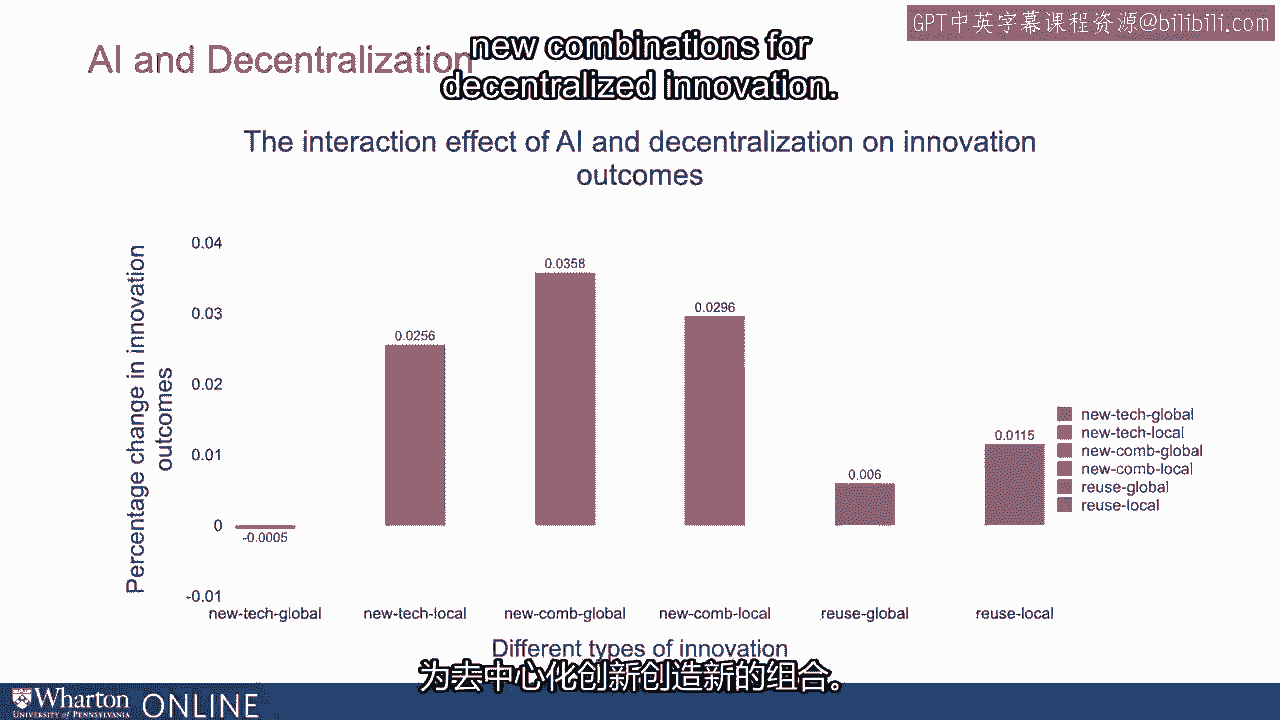 GPT中英字幕课程资源@bilibili.com
AI and Decentralization
new combinations for
decentralized innovation.
The interaction effect of AI and decentralization on innovation
outcomes
Percentage change in innovation
outcomes
0.04
0.03
0.02
0.01
0
-0.01
-0.0005
0.0256
0.0358
0.0296
0.006
0.0115
new-tech-global
new-tech-local
new-comb-global
new-comb-local
reuse-global
reuse-local
new-tech-global
new-tech-local
new-comb-global
new-comb-local
reuse-global
reuse-local
Different types of innovation
为去中心化创新创造新的组合。
Wharton
UNIVERSITY of PENNSYLVANIA
ONLINE